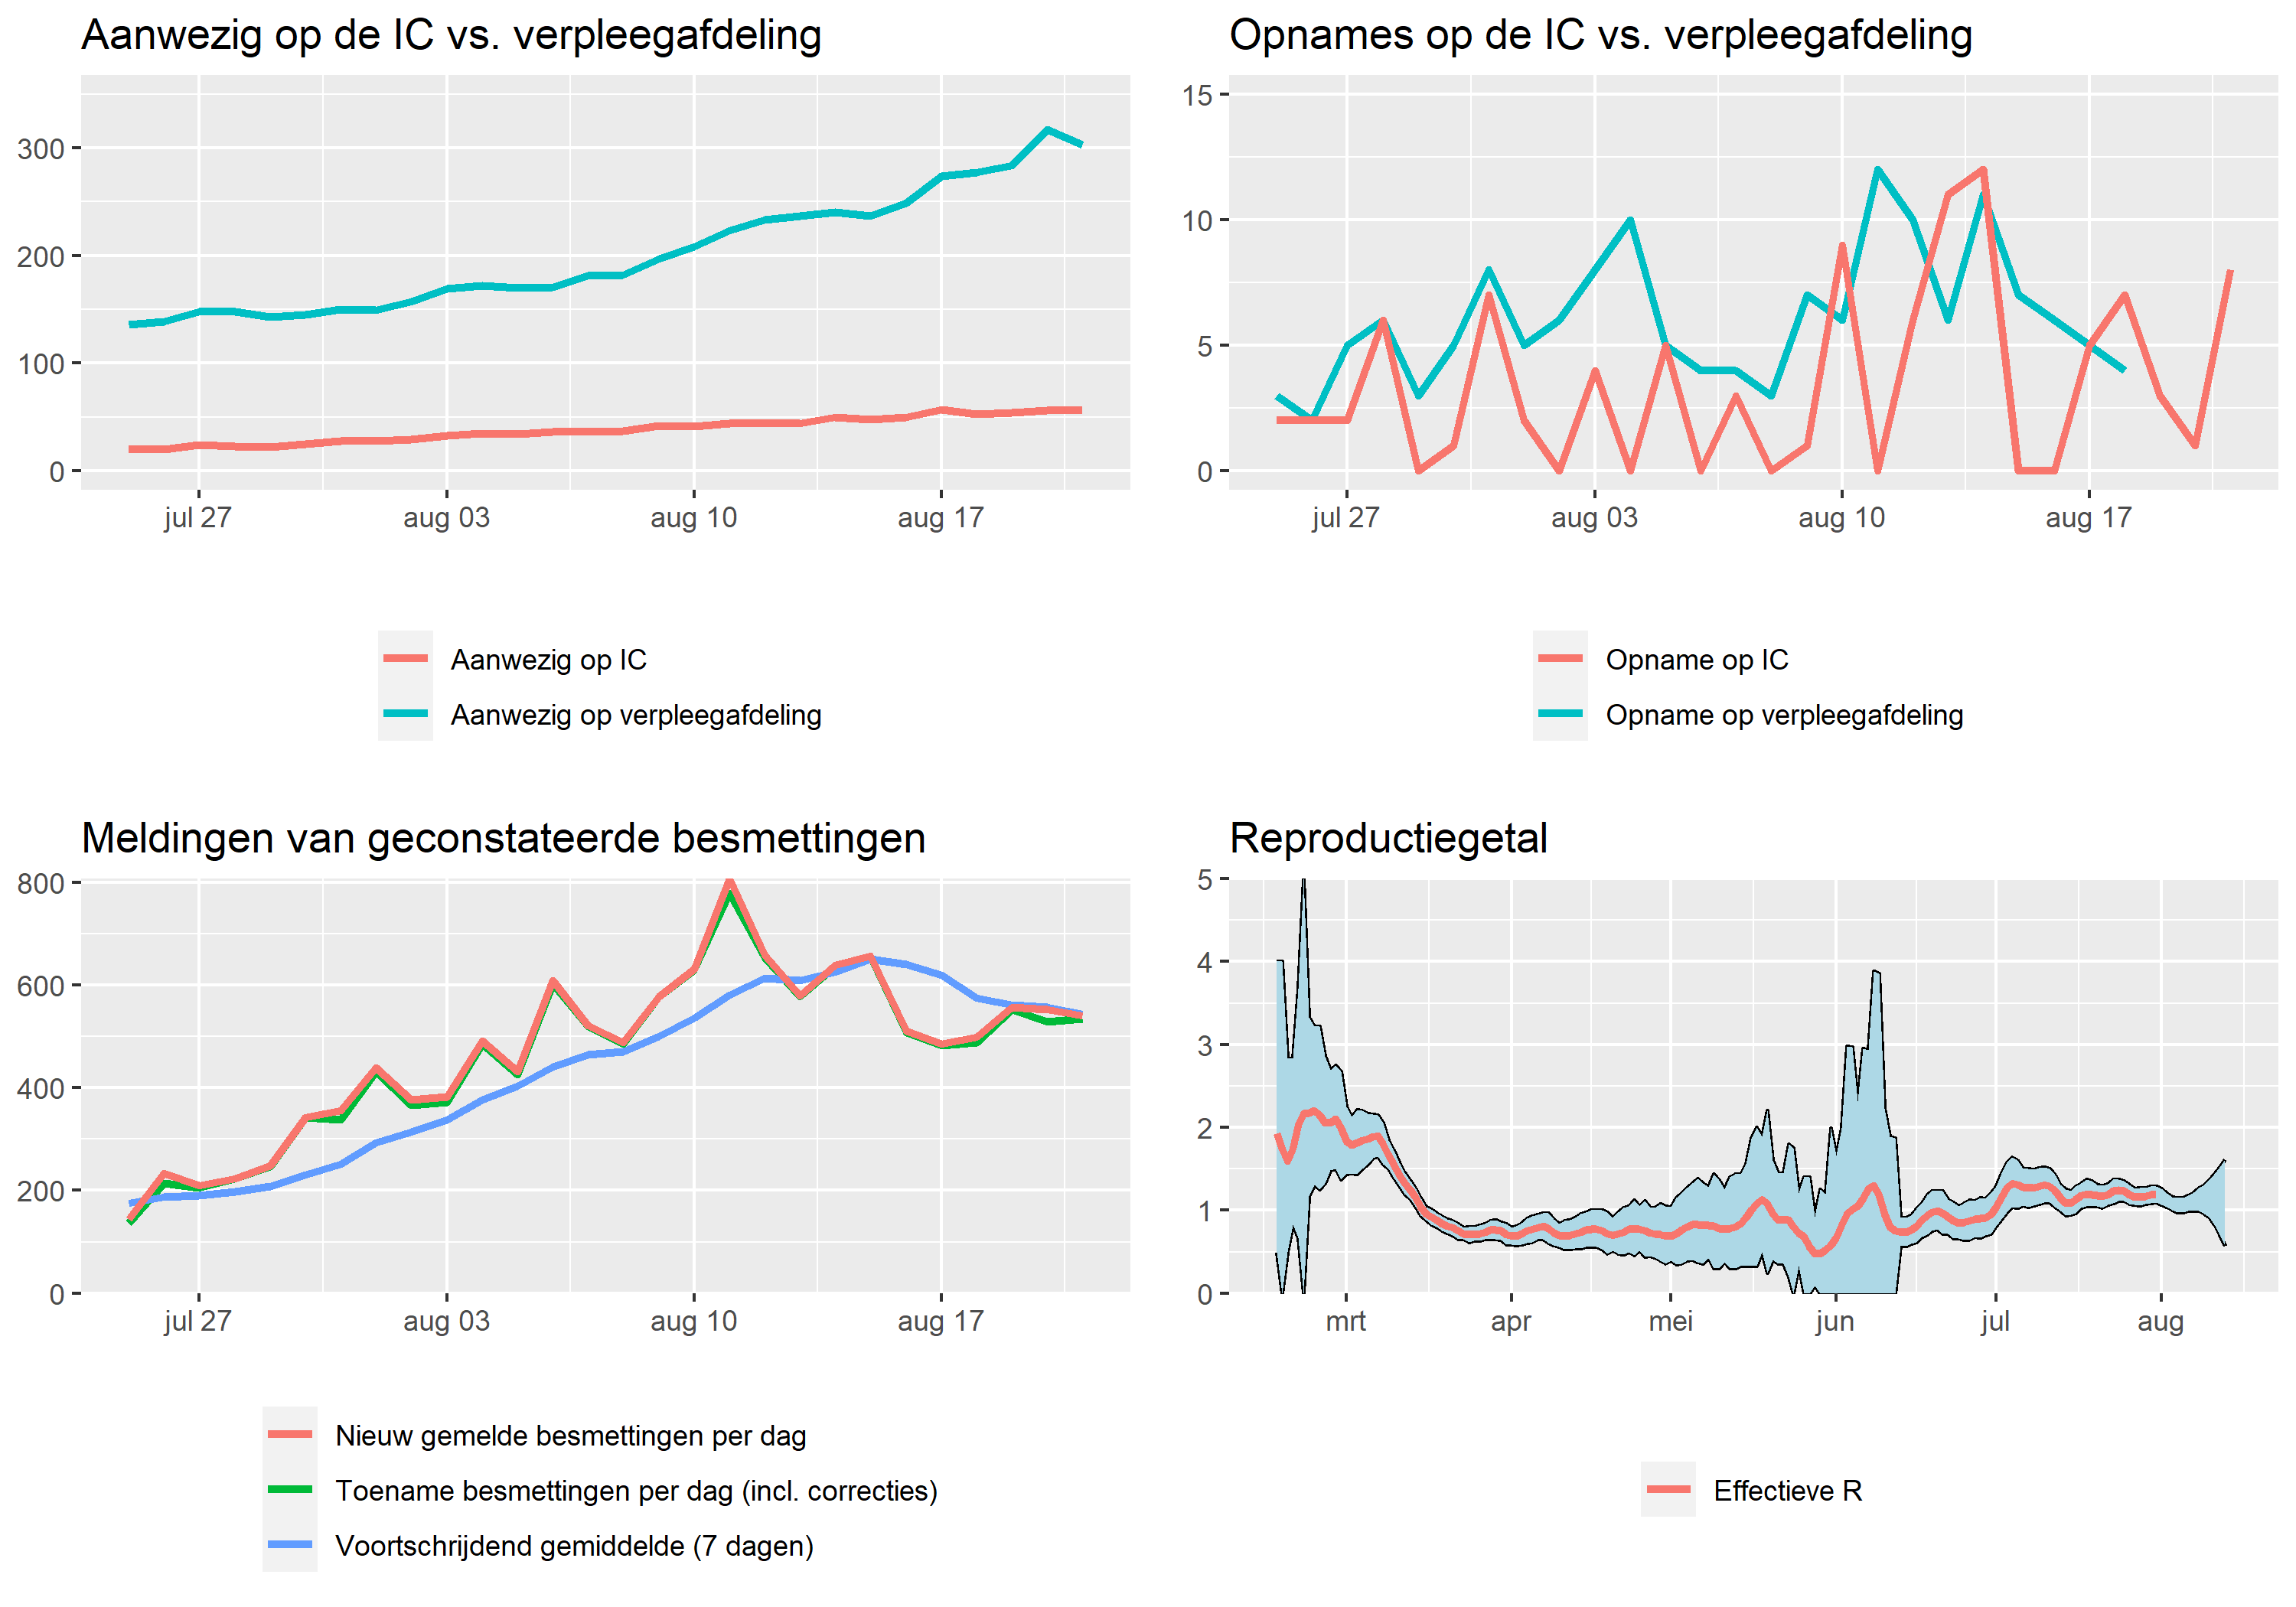 Aanwezig op de IC vs. verpleegafdeling
300
200
100
0
jul 27 aug 03 aug 10 aug 17
Aanwezig op IC
Aanwezig op verpleegafdeling
Opnames op de IC vs. verpleegafdeling
15
10
5
0
jul 27 aug 03 aug 10 aug 17
Opname op IC
Opname op verpleegafdeling
Meldingen van geconstateerde besmettingen
800
600
400
200
0
jul 27 aug 03 aug 10 aug 17
Nieuw gemelde besmettingen per dag
Toename besmettingen per dag (incl. correcties)
Voortschrijdend gemiddelde (7 dagen)
Reproductiegetal
5
4
3
2
1
0
mrt apr mei jun jul aug
Effectieve R